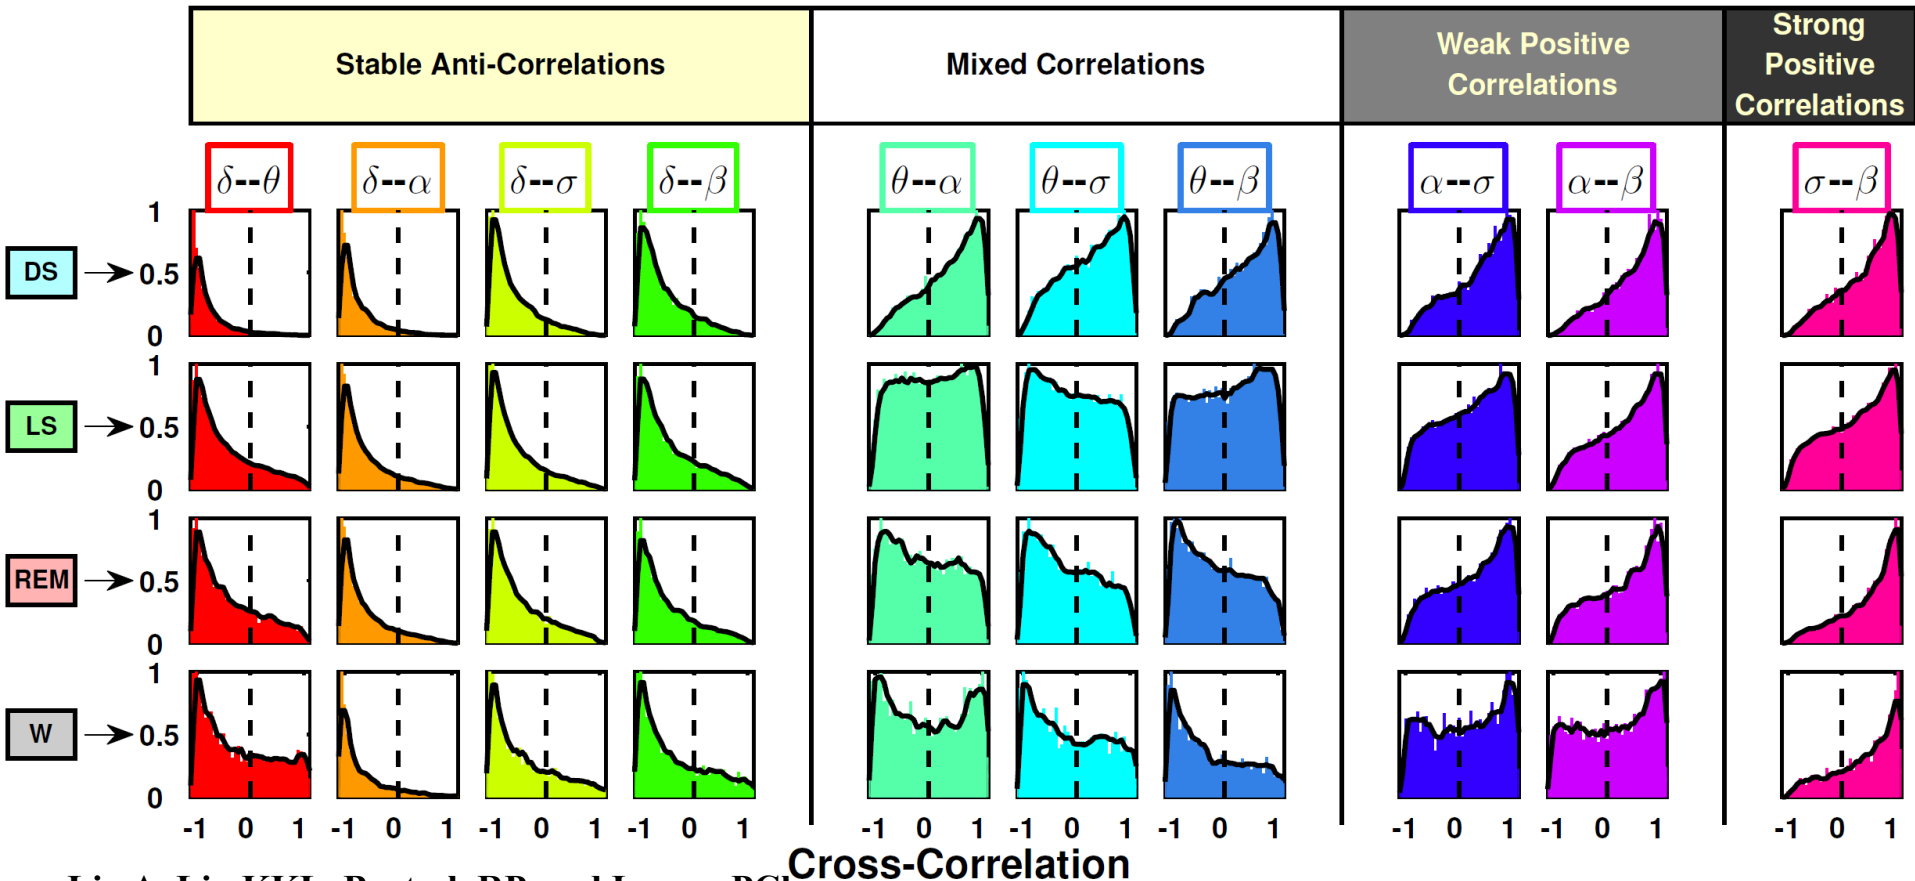 Stable Anti-Correlations
Mixed Correlations
Weak Positive
Correlations
Strong
Positive
Correlations
δ--θ δ--α δ--σ δ--β θ--α θ--σ θ--β α--σ α--β σ--β
1
DS 0.5
0
1
LS 0.5
0
1
REM 0.5
0
1
W 0.5
0
-1 0 1 -1 0 1 -1 0 1 -1 0 1 -1 0 1 -1 0 1 -1 0 1 -1 0 1 -1 0 1 -1 0 1
Cross-Correlation